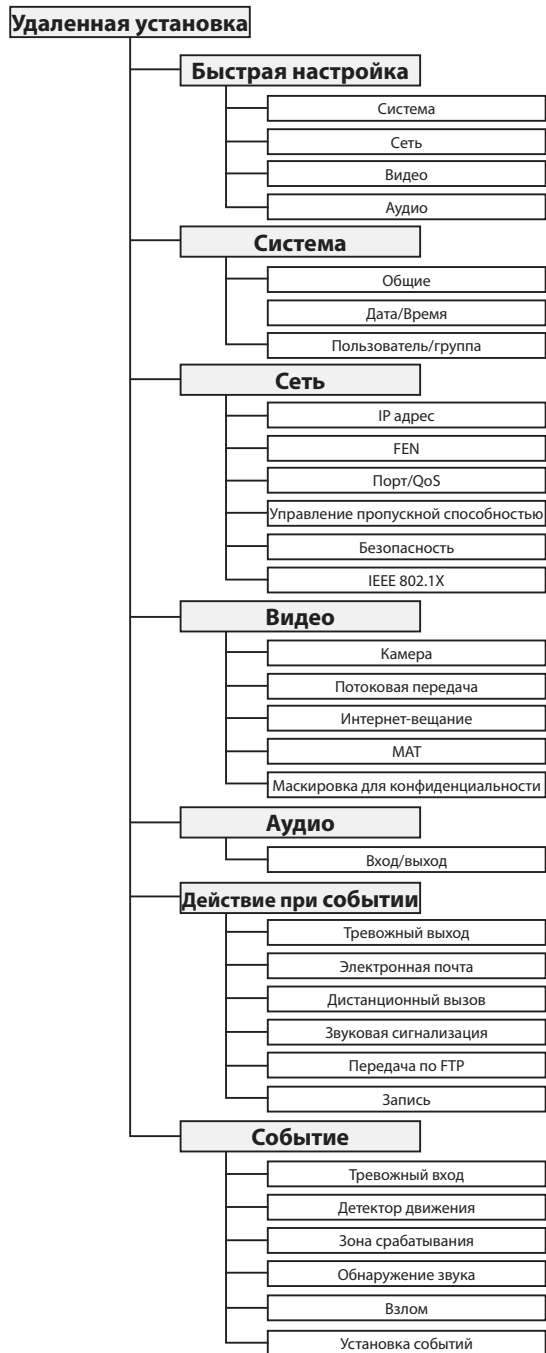 Удаленная установка
Быстрая настройка
Система
Сеть
Видео
Аудио
Система
Общие
Дата/Время
Пользователь/группа
Сеть
IP адрес
FEN
Порт/QoS
Управление пропускной способностью
Безопасность
IEEE 802.1X
Видео
Камера
Потоковая передача
Интернет-вещание
MAT
Маскировка для конфиденциальности
Аудио
Вход/выход
Действие при событии
Тревожный выход
Электронная почта
Дистанционный вызов
Звуковая сигнализация
Передача по FTP
Запись
Событие
Тревожный вход
Детектор движения
Зона срабатывания
Обнаружение звука
Взлом
Установка событий